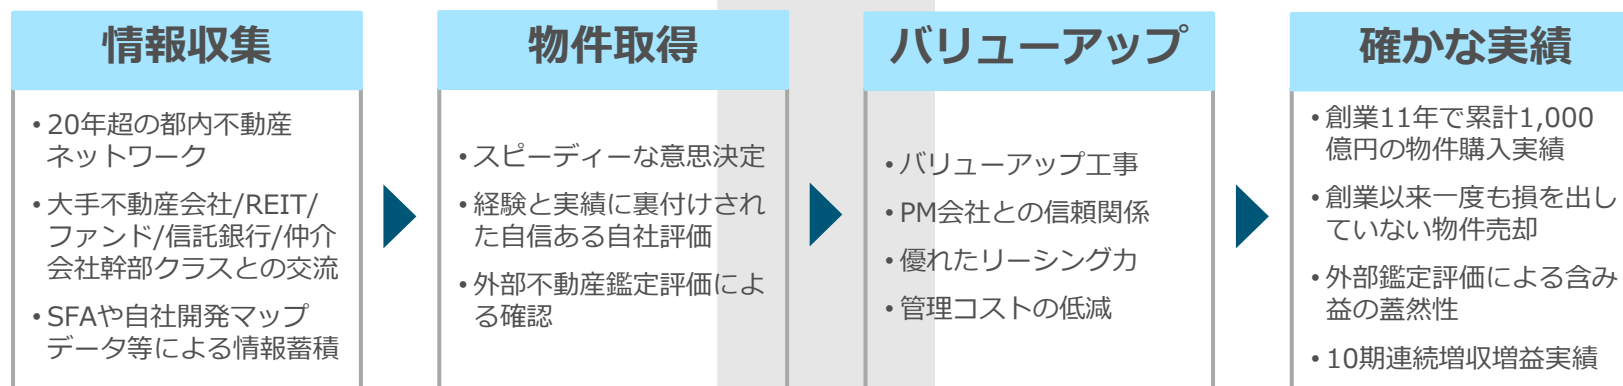 情報収集
・20年超の都内不動産
ネットワーク
・大手不動産会社/REIT/
ファンド/信託銀行/仲介
会社幹部クラスとの交流
・SFAや自社開発マップ
データ等による情報蓄積
物件取得
・スピーディーな意思決定
・経験と実績に裏付けされ
た自信ある自社評価
・外部不動産鑑定評価によ
る確認
バリューアップ
・バリューアップ工事
・PM会社との信頼関係
・優れたリーシング力
・管理コストの低減
確かな実績
・創業11年で累計1,000
億円の物件購入実績
・創業以来一度も損を出し
ていない物件売却
・外部鑑定評価による含み
益の蓋然性
・10期連続増収増益実績